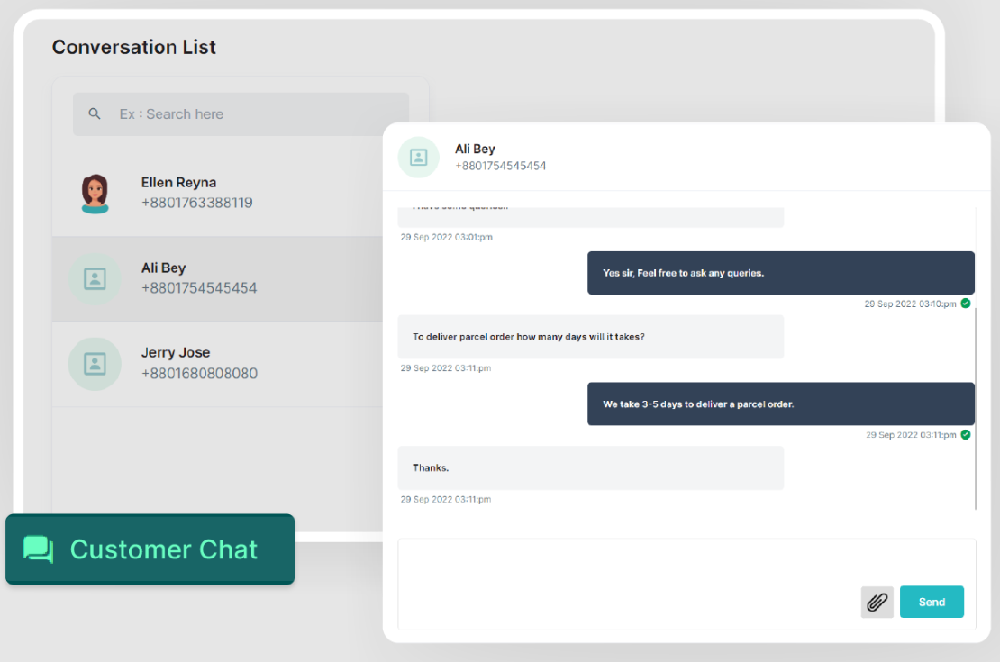 Conversation List
Ex : Search here
Ellen Reyna
+8801763388119
Ali Bey
+8801754545454
Jerry Jose
+8801680808080
Customer Chat
Ali Bey
+8801754545454
29 Sep 2022 03:01:pm
Yes sir, Feel free to ask any queries.
29 Sep 2022 03:10:pm
To deliver parcel order how many days will it takes?
29 Sep 2022 03:11:pm
We take 3-5 days to deliver a parcel order.
29 Sep 2022 03:11:pm
Thanks.
29 Sep 2022 03:11:pm
Send